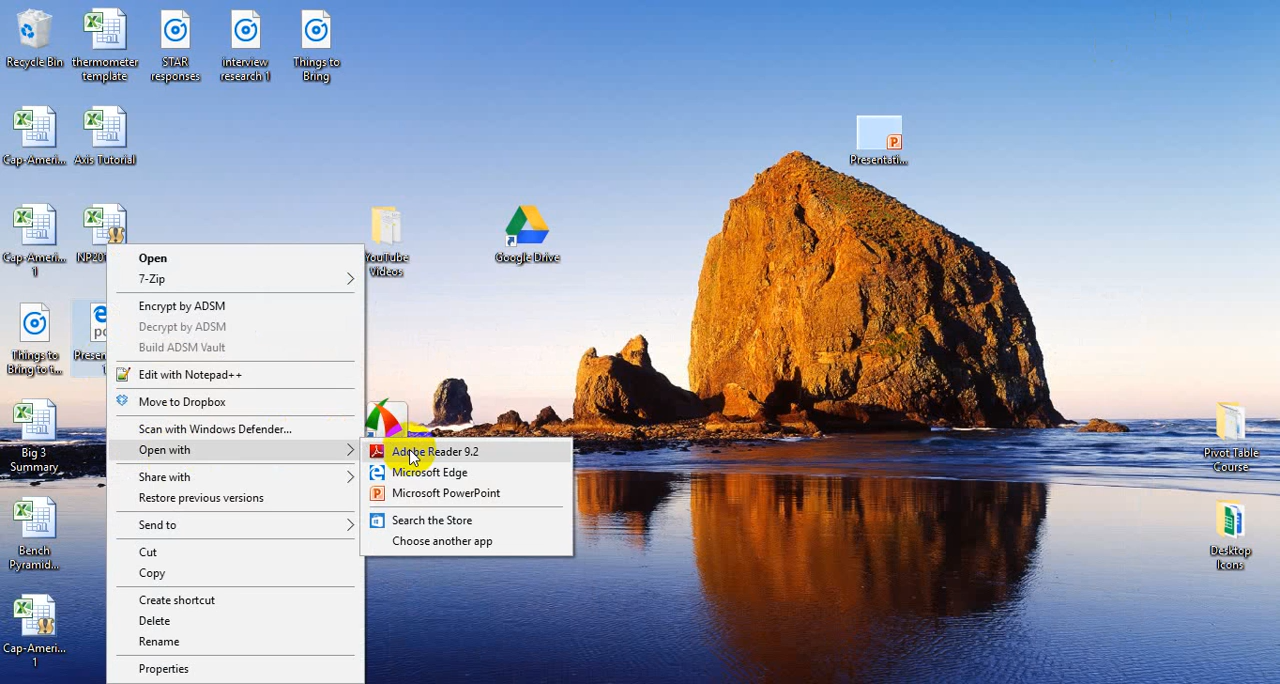 Recycle Bin
thermometer
template
STAR
responses
interview
research 1
Things to
Bring
Cap-Ameri...
Axis Tutorial
Presentati...
Cap-Ameri...
1
YouTube
Videos
Google Drive
Things to
Bring to t...
Big 3
Summary
Bench
Pyramid...
Cap-Ameri...
1
Open
7-Zip
Encrypt by ADSM
Decrypt by ADSM
Build ADSM Vault
Edit with Notepad++
Move to Dropbox
Scan with Windows Defender...
Open with
Share with
Restore previous versions
Send to
Cut
Copy
Create shortcut
Delete
Rename
Properties
Adobe Reader 9.2
Microsoft Edge
Microsoft PowerPoint
Search the Store
Choose another app
Pivot Table
Course
Desktop
Icons